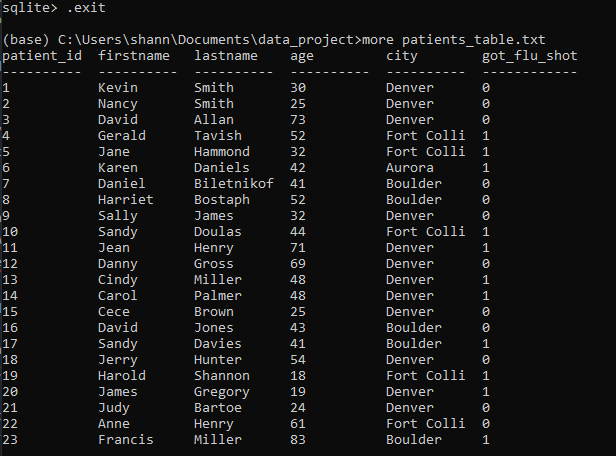 sqlite> .exit
(base) C:\Users\shann\Documents\data_project>more patients_table.txt
patient_id  firstname   lastname    age         city        got_flu_shot
----------  ----------  ----------  ----------  ----------  ------------
1           Kevin       Smith       30          Denver      0
2           Nancy       Smith       25          Denver      0
3           David       Allan       73          Denver      0
4           Gerald      Tavish      52          Fort Colli  1
5           Jane        Hammond     32          Fort Colli  1
6           Karen       Daniels     42          Aurora      1
7           Daniel      Biletnikof  41          Boulder     0
8           Harriet     Bostaph     52          Boulder     0
9           Sally       James       32          Denver      0
10          Sandy       Doulas      44          Fort Colli  1
11          Jean        Henry       71          Denver      1
12          Danny       Gross       69          Denver      0
13          Cindy       Miller      48          Denver      1
14          Carol       Palmer      48          Denver      1
15          Cece        Brown       25          Denver      0
16          David       Jones       43          Boulder     0
17          Sandy       Davies      41          Boulder     1
18          Jerry       Hunter      54          Denver      0
19          Harold      Shannon     18          Fort Colli  1
20          James       Gregory     19          Denver      1
21          Judy        Bartoe      24          Denver      0
22          Anne        Henry       61          Fort Colli  0
23          Francis     Miller      83          Boulder     1